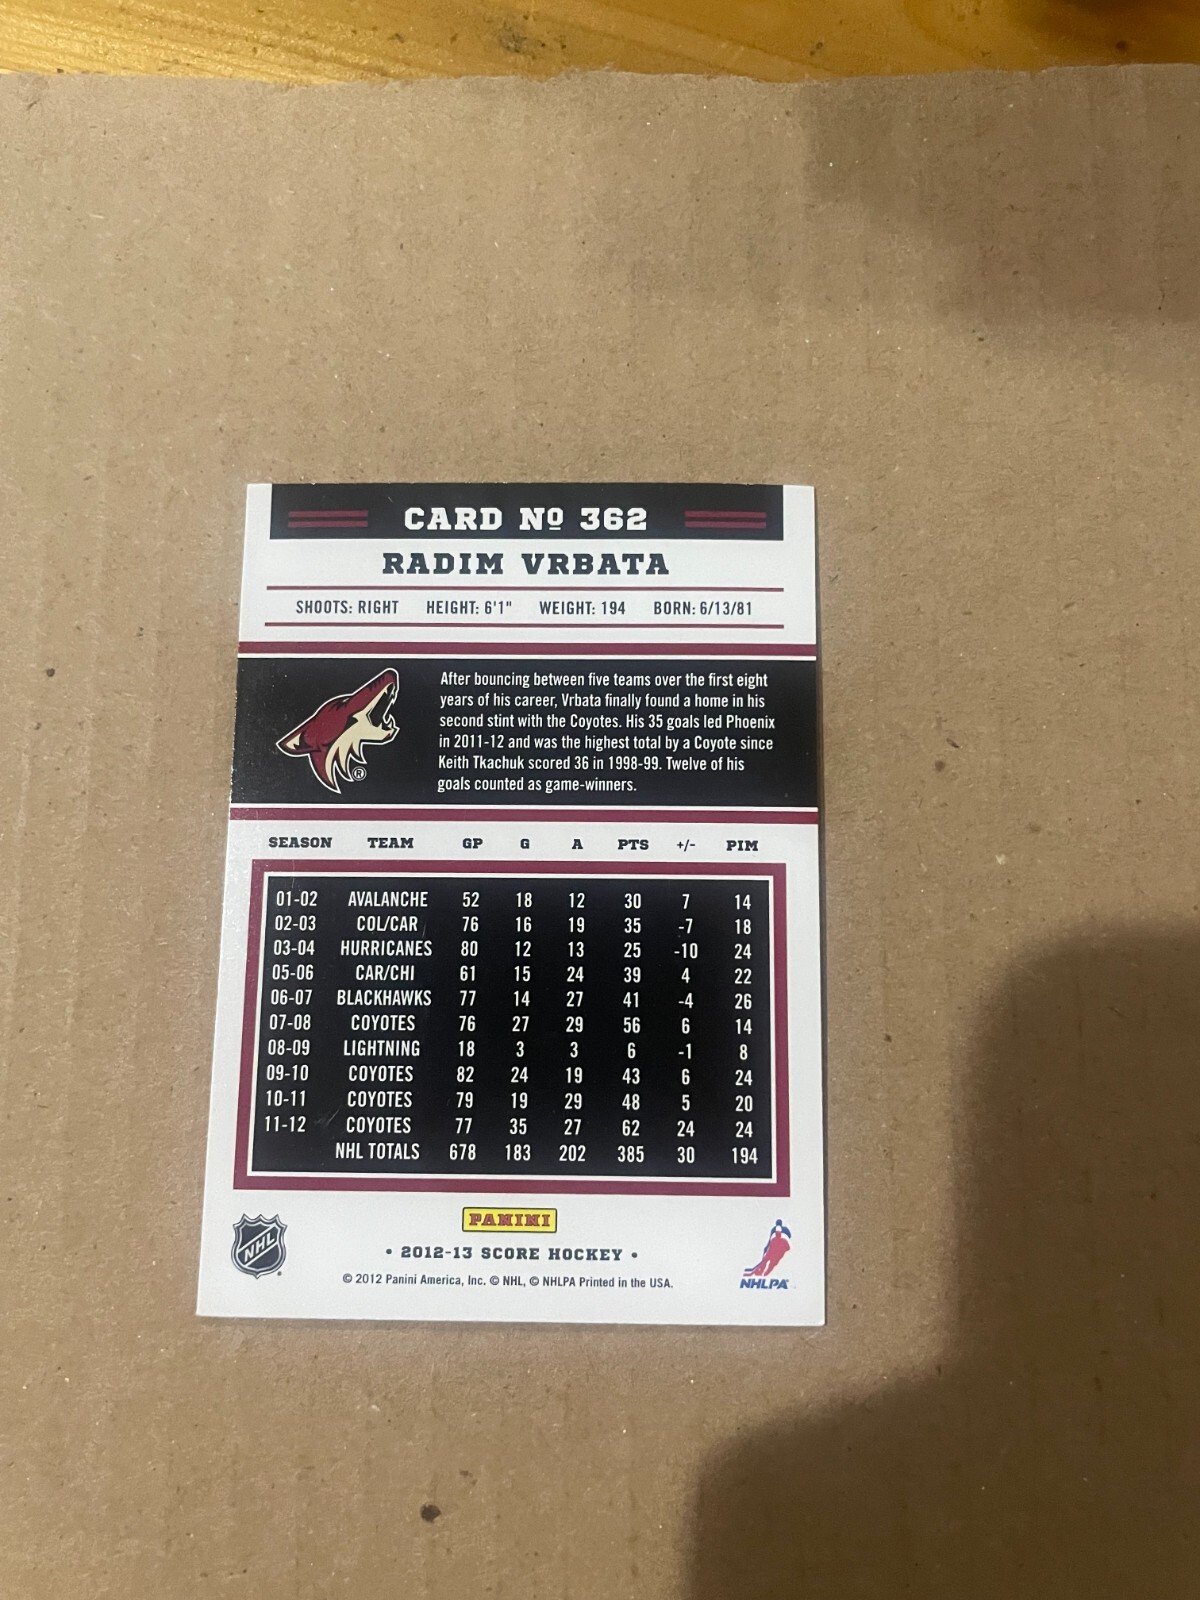 CARD Nº 362
RADIM VRBATA
SHOOTS: RIGHT HEIGHT: 6'1" WEIGHT: 194 BORN: 6/13/81
After bouncing between five teams over the first eight
years of his career, Vrbata finally found a home in his
second stint with the Coyotes. His 35 goals led Phoenix
in 2011-12 and was the highest total by a Coyote since
Keith Tkachuk scored 36 in 1998-99. Twelve of his
goals counted as game-winners.
®
SEASON TEAM GP G A PTS +/- PIM
01-02 AVALANCHE 52 18 12 30 7 14
02-03 COL/CAR 76 16 19 35 -7 18
03-04 HURRICANES 80 12 13 25 -10 24
05-06 CAR/CHI 61 15 24 39 4 22
06-07 BLACKHAWKS 77 14 27 41 -4 26
07-08 COYOTES 76 27 29 56 6 14
08-09 LIGHTNING 18 3 3 6 -1 8
09-10 COYOTES 82 24 19 43 6 24
10-11 COYOTES 79 19 29 48 5 20
11-12 COYOTES 77 35 27 62 24 24
NHL TOTALS 678 183 202 385 30 194
PANINI
NHL
• 2012-13 SCORE HOCKEY •
© 2012 Panini America, Inc. © NHL, © NHLPA Printed in the USA.
NHLPA